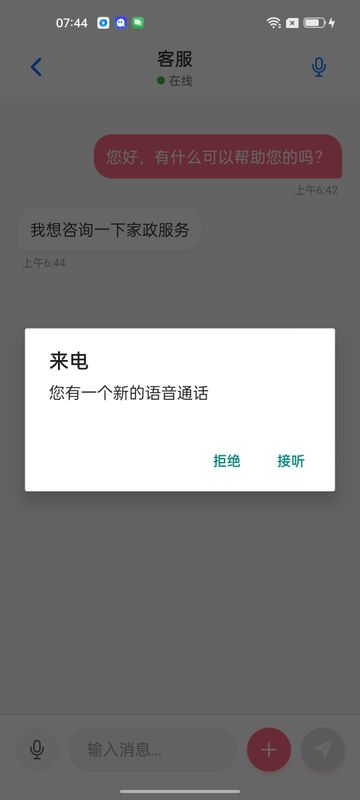 07:44
客服
在线
您好，有什么可以帮助您的吗？
上午6:42
我想咨询一下家政服务
上午6:44
来电
您有一个新的语音通话
拒绝 接听
输入消息...